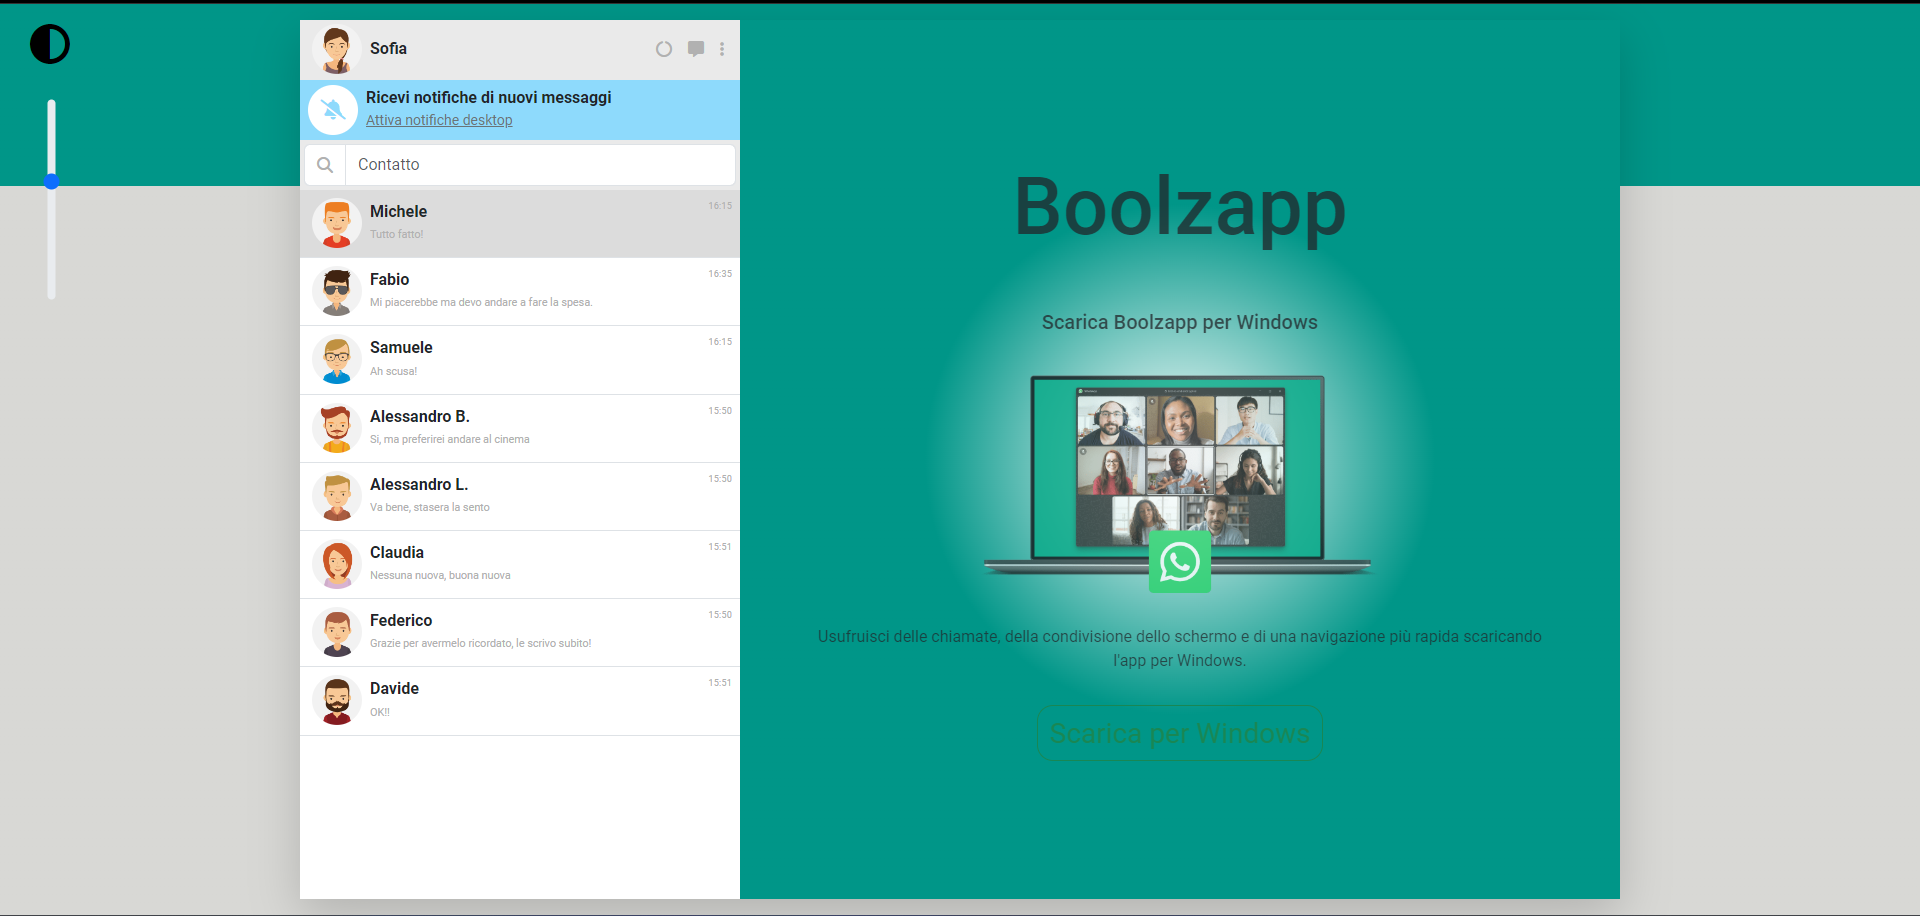 Sofia
Ricevi notifiche di nuovi messaggi
Attiva notifiche desktop
Contatto
Michele
16:15
Tutto fatto!
Fabio
16:35
Mi piacerebbe ma devo andare a fare la spesa.
Samuele
16:15
Ah scusa!
Alessandro B.
15:50
Si, ma preferirei andare al cinema
Alessandro L.
15:50
Va bene, stasera la sento
Claudia
15:51
Nessuna nuova, buona nuova
Federico
15:50
Grazie per avermelo ricordato, le scrivo subito!
Davide
15:51
OK!!
Boolzapp
Scarica Boolzapp per Windows
Usufruisci delle chiamate, della condivisione dello schermo e di una navigazione più rapida scaricando
l'app per Windows.
Scarica per Windows